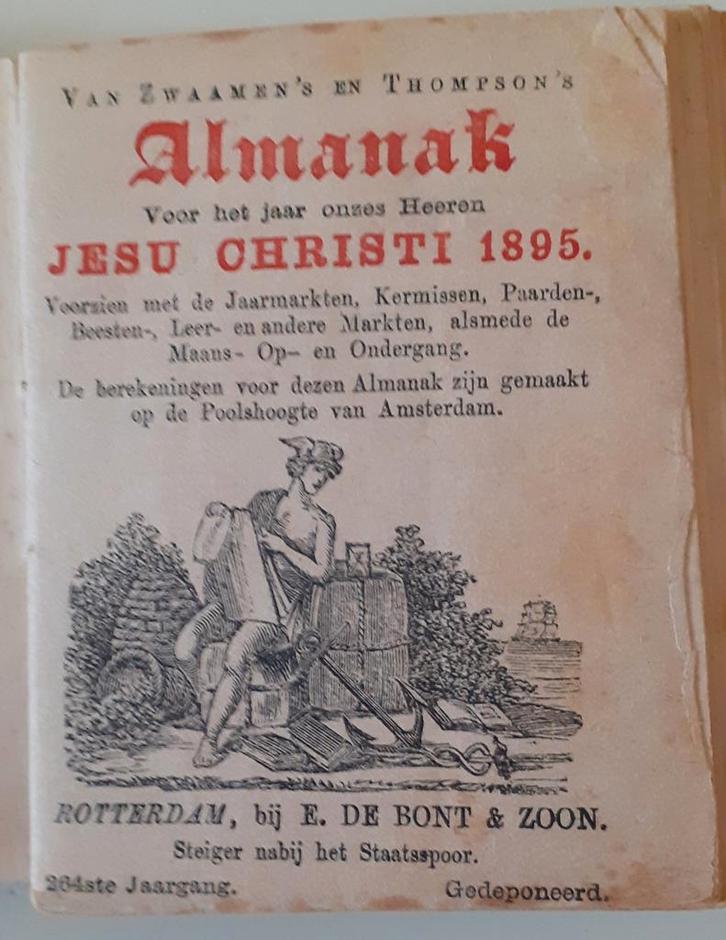 VAN ZWAAMEN'S EN THOMPSON'S
Almanak
Voor het jaar onzes Heeren
JESU CHRISTI 1895.
Voorzien met de Jaarmarkten, Kermissen, Paarden-,
Beesten-, Leer- en andere Markten, alsmede de
Maans- Op- en Ondergang.
De berekeningen voor dezen Almanak zijn gemaakt
op de Poolshoogte van Amsterdam.
ROTTERDAM, bij E. DE BONT & ZOON.
Steiger nabij het Staatsspoor.
264ste Jaargang. Gedeponeerd.